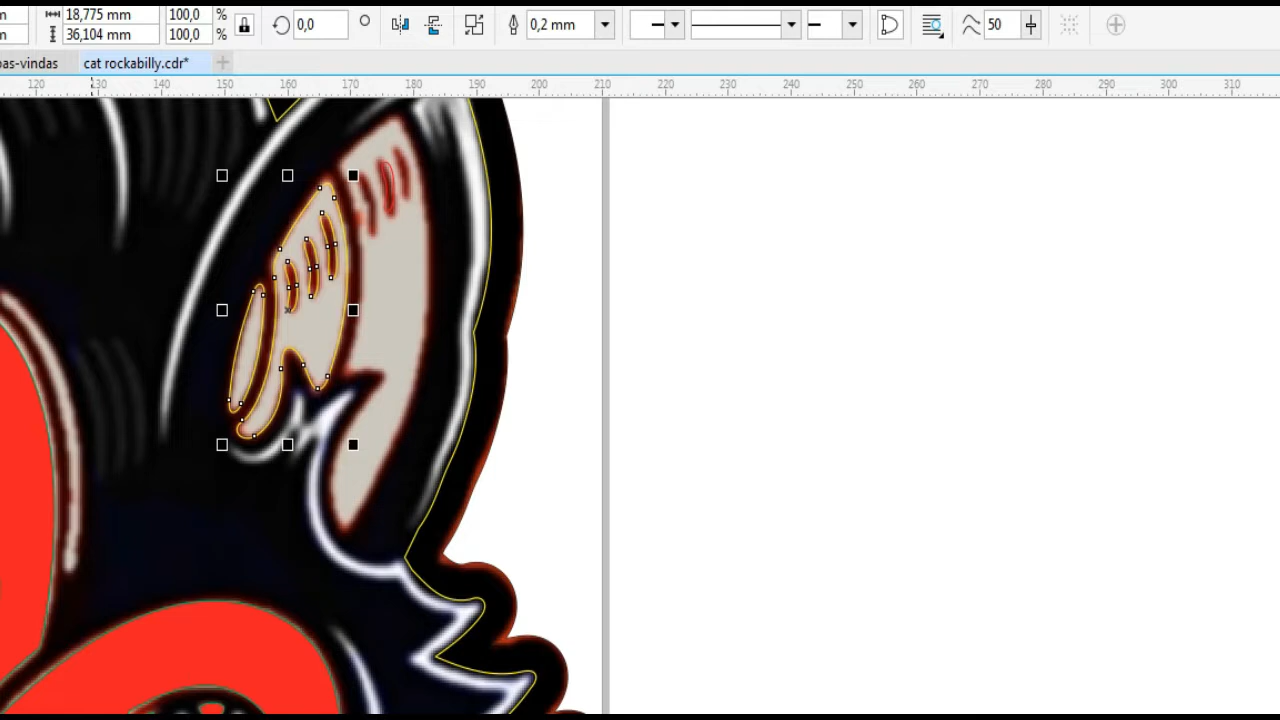 m 18,775 mm 100,0 % 0,0 0,2 mm 50
m 36,104 mm 100,0 %
as-vindas cat rockabilly.cdr*
120 130 140 150 160 170 180 190 200 210 220 230 240 250 260 270 280 290 300 310